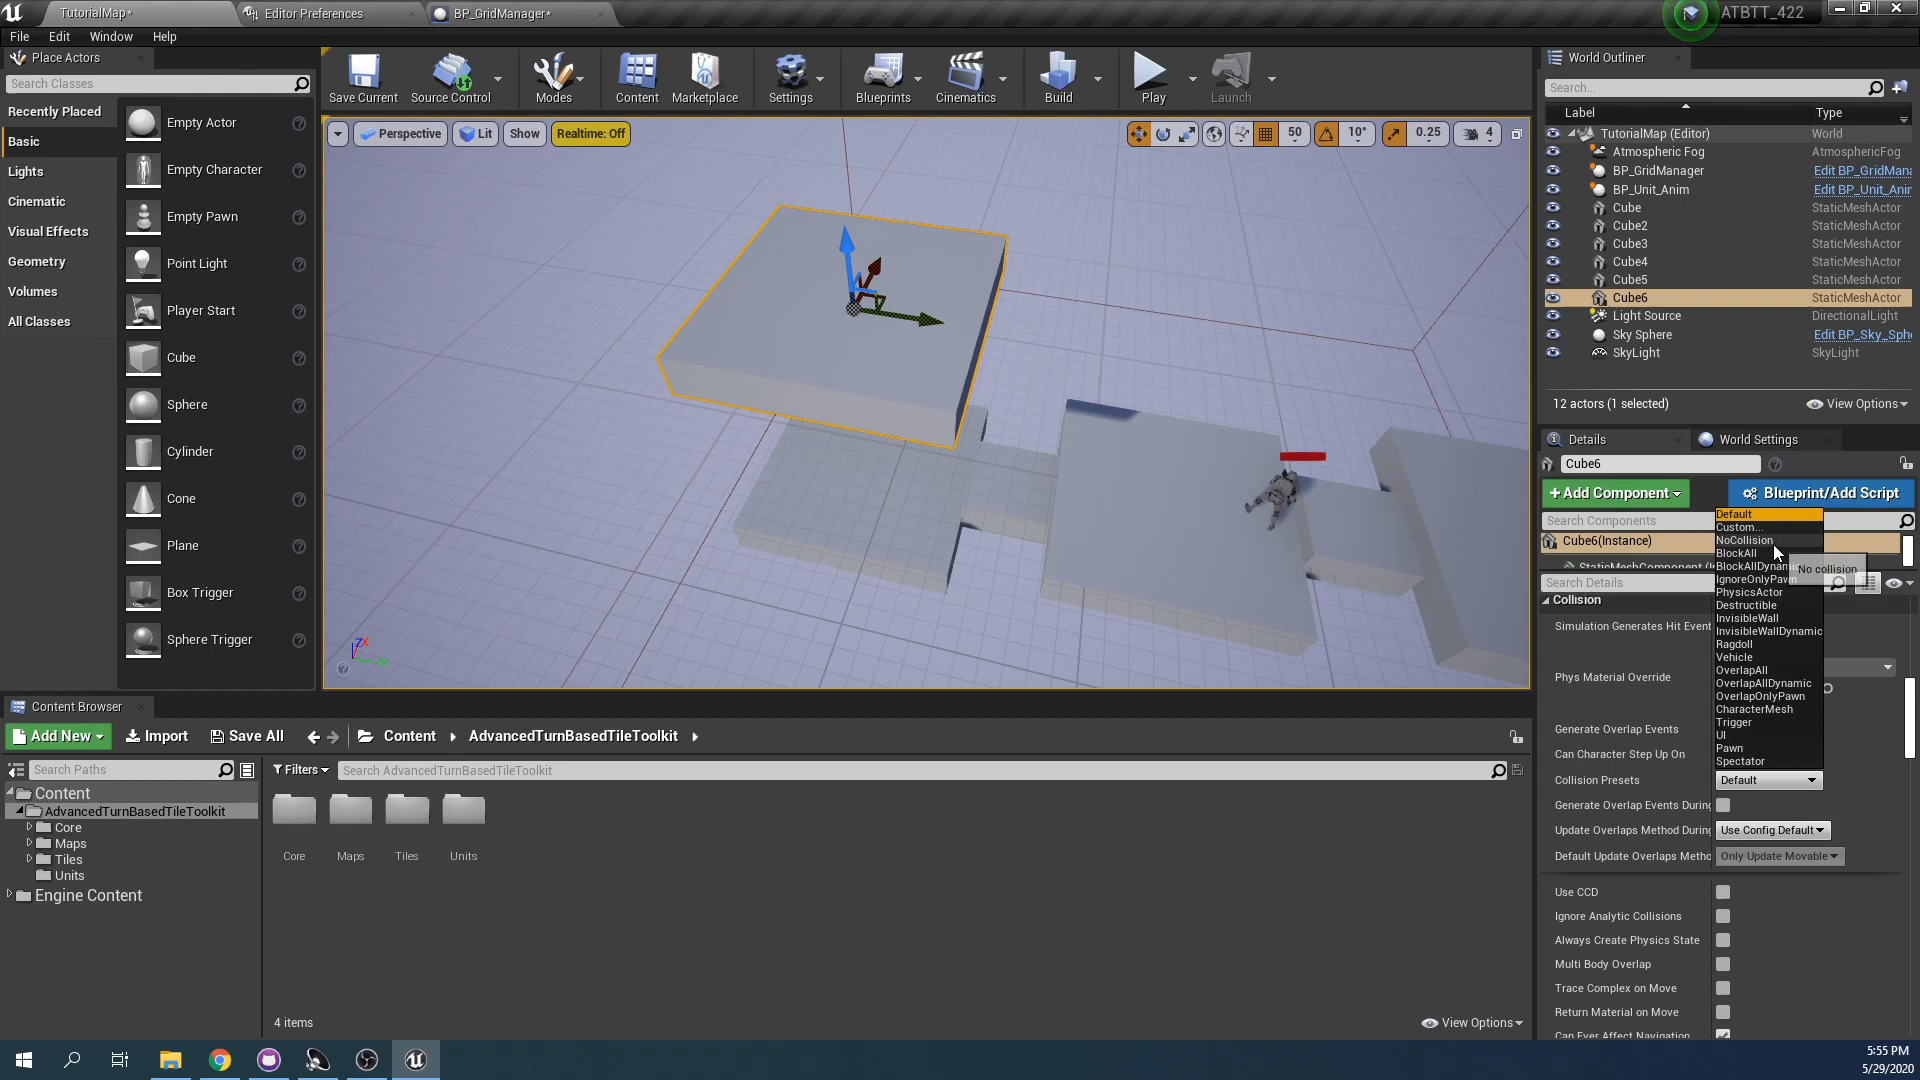 TutorialMap*
Editor Preferences
BP_GridManager*
ATBTT_422
File Edit Window Help
Place Actors
Search Classes
Recently Placed
Basic
Lights
Cinematic
Visual Effects
Geometry
Volumes
All Classes
Empty Actor
Empty Character
Empty Pawn
Point Light
Player Start
Cube
Sphere
Cylinder
Cone
Plane
Box Trigger
Sphere Trigger
Save Current
Source Control
Modes
Content
Marketplace
Settings
Blueprints
Cinematics
Build
Play
Launch
Perspective
Lit
Show
Realtime: Off
50
10°
0.25
4
Z X
World Outliner
Search...
Label Type
TutorialMap (Editor) World
Atmospheric Fog AtmosphericFog
BP_GridManager Edit BP_GridMana
BP_Unit_Anim Edit BP_Unit_Anim
Cube StaticMeshActor
Cube2 StaticMeshActor
Cube3 StaticMeshActor
Cube4 StaticMeshActor
Cube5 StaticMeshActor
Cube6 StaticMeshActor
Light Source DirectionalLight
Sky Sphere Edit BP_Sky_Sphe
SkyLight SkyLight
12 actors (1 selected)
View Options
Details
World Settings
Cube6
+Add Component
Blueprint/Add Script
Search Components
Cube6(Instance)
Search Details
Collision
Simulation Generates Hit Event
Phys Material Override
Generate Overlap Events
Can Character Step Up On
Collision Presets Default
Generate Overlap Events During
Update Overlaps Method During Use Config Default
Default Update Overlaps Metho Only Update Movable
Use CCD
Ignore Analytic Collisions
Always Create Physics State
Multi Body Overlap
Trace Complex on Move
Return Material on Move
Can Ever Affect Navigation
Default
Custom...
NoCollision
BlockAll
BlockAllDynamic
IgnoreOnlyPawn
PhysicsActor
Destructible
InvisibleWall
InvisibleWallDynamic
Ragdoll
Vehicle
OverlapAll
OverlapAllDynamic
OverlapOnlyPawn
CharacterMesh
Trigger
UI
Pawn
Spectator
No collision
Content Browser
Add New
Import
Save All
Content
AdvancedTurnBasedTileToolkit
Search Paths
Filters
Search AdvancedTurnBasedTileToolkit
Content
AdvancedTurnBasedTileToolkit
Core
Maps
Tiles
Units
Engine Content
Core
Maps
Tiles
Units
4 items
View Options
5:55 PM
5/29/2020